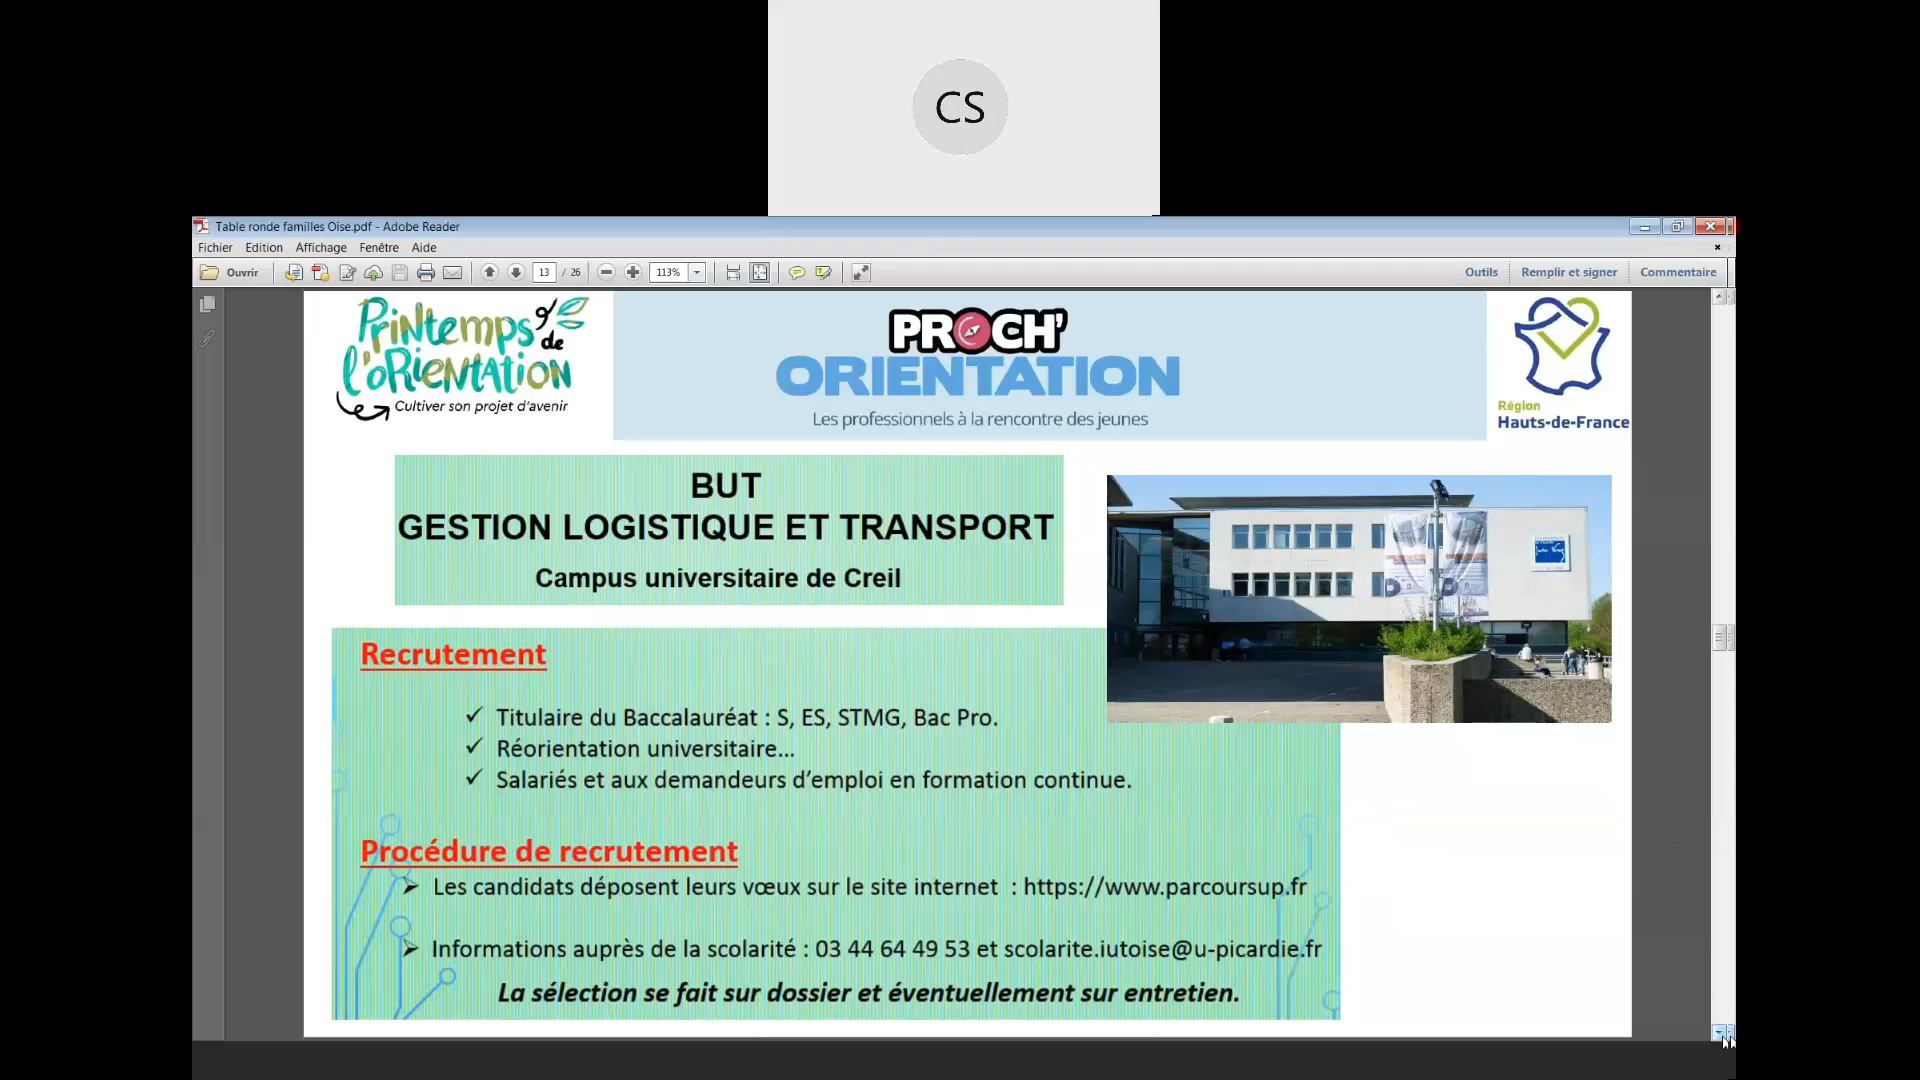 CS
Table ronde familles Oise.pdf - Adobe Reader
Fichier Edition Affichage Fenêtre Aide
Ouvrir 13 / 26 113% Outils Remplir et signer Commentaire
Printemps de
l'orientation
Cultiver son projet d'avenir
PROCH'
ORIENTATION
Les professionnels à la rencontre des jeunes
Région
Hauts-de-France
BUT
GESTION LOGISTIQUE ET TRANSPORT
Campus universitaire de Creil
Recrutement
✓ Titulaire du Baccalauréat : S, ES, STMG, Bac Pro.
✓ Réorientation universitaire...
✓ Salariés et aux demandeurs d’emploi en formation continue.
Procédure de recrutement
➢ Les candidats déposent leurs vœux sur le site internet : https://www.parcoursup.fr
➢ Informations auprès de la scolarité : 03 44 64 49 53 et scolarite.iutoise@u-picardie.fr
La sélection se fait sur dossier et éventuellement sur entretien.